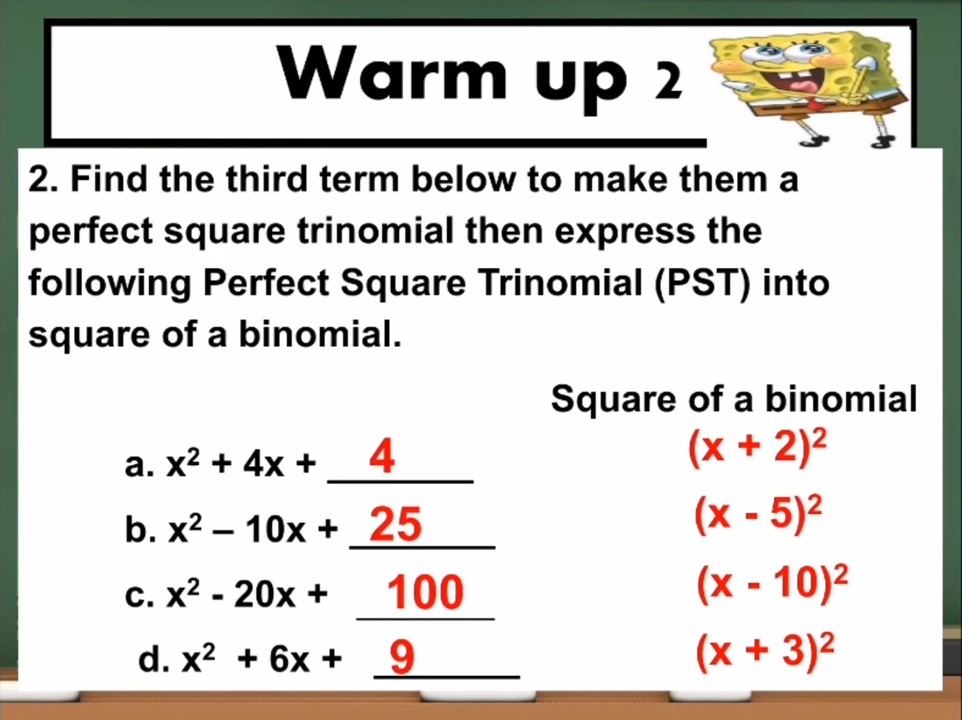 Warm up 2
2. Find the third term below to make them a
perfect square trinomial then express the
following Perfect Square Trinomial (PST) into
square of a binomial.
Square of a binomial
a. x² + 4x + 4 (x + 2)²
b. x² – 10x + 25 (x - 5)²
c. x² - 20x + 100 (x - 10)²
d. x² + 6x + 9 (x + 3)²